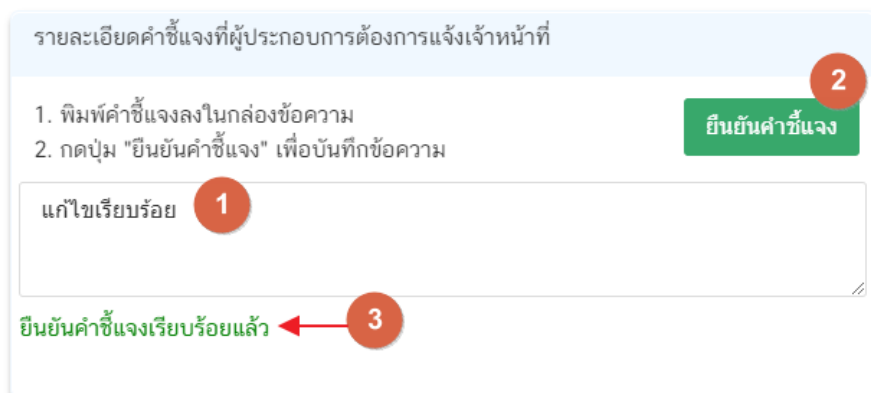 รายละเอียดคำชี้แจงที่ผู้ประกอบการต้องการแจ้งเจ้าหน้าที่
2
1. พิมพ์คำชี้แจงลงในกล่องข้อความ
ยืนยันคำชี้แจง
2. กดปุ่ม "ยืนยันคำชี้แจง" เพื่อบันทึกข้อความ
แก้ไขเรียบร้อย 1
ยืนยันคำชี้แจงเรียบร้อยแล้ว 3